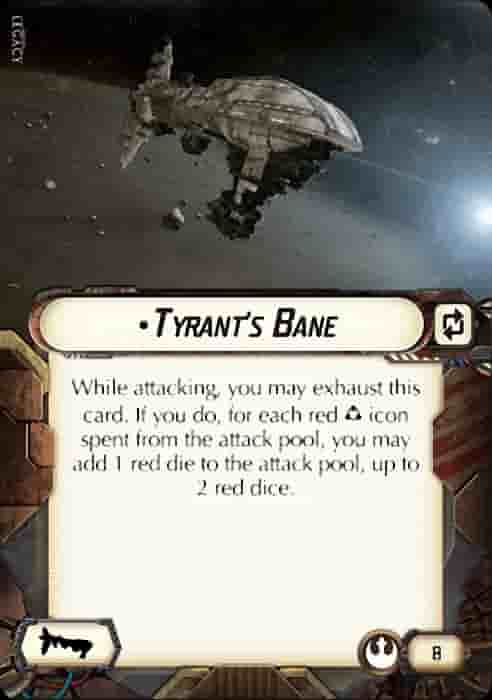 LEGACY
•TYRANT'S BANE
While attacking, you may exhaust this
card. If you do, for each red icon
spent from the attack pool, you may
add 1 red die to the attack pool, up to
2 red dice.
8